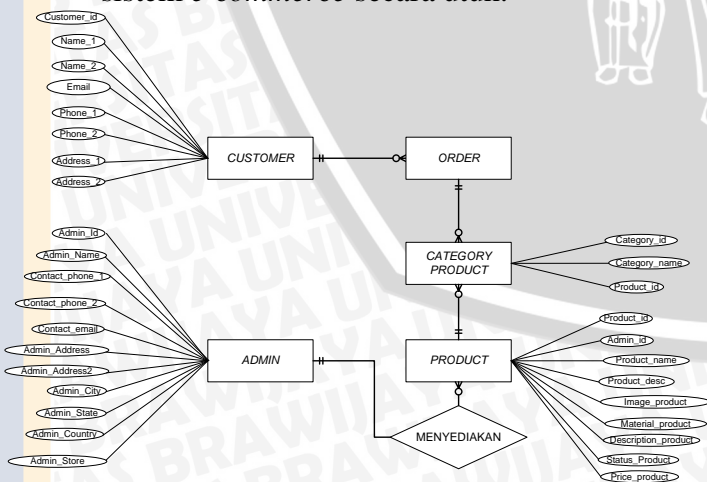 sistem e-commerce secara utuh.
Customer_id
Name_1
Name_2
Email
Phone_1
Phone_2
Address_1
Address_2
CUSTOMER
ORDER
Admin_Id
Admin_Name
Contact_phone_1
Contact_phone_2
Contact_email
Admin_Address
Admin_Address2
Admin_City
Admin_State
Admin_Country
Admin_Store
ADMIN
CATEGORY
PRODUCT
Category_id
Category_name
Product_id
PRODUCT
Product_id
Admin_id
Product_name
Product_desc
Image_product
Material_product
Description_product
Status_Product
Price_product
MENYEDIAKAN